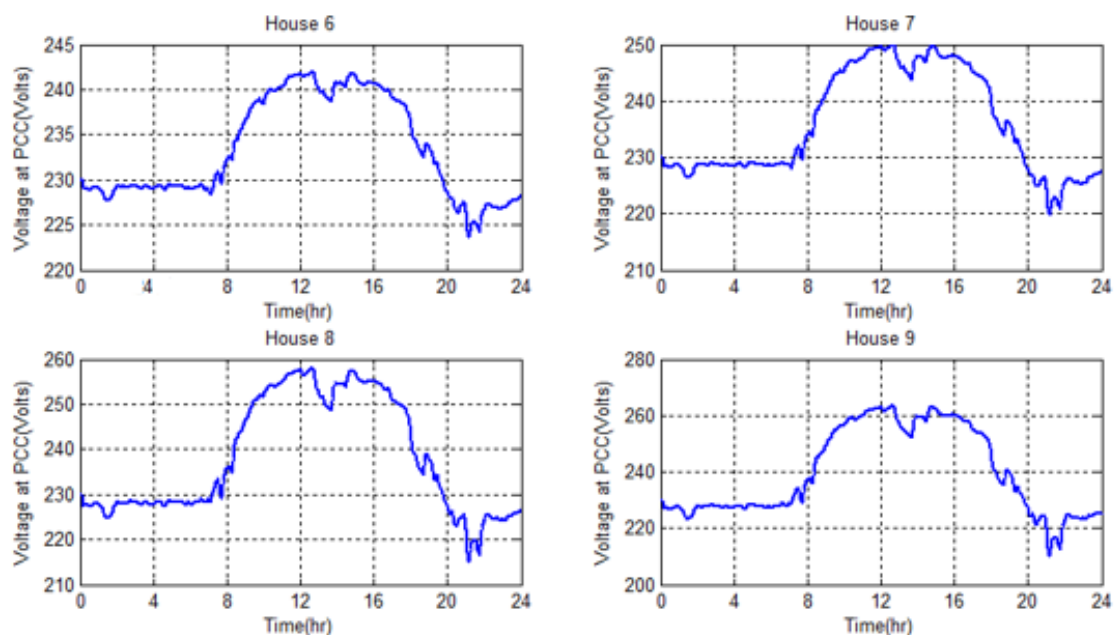 House 6
House 7
Voltage at PCC(Volts)
245
240
235
230
225
220
0 4 8 12 16 20 24
Time(hr)
Voltage at PCC(Volts)
250
240
230
220
210
0 4 8 12 16 20 24
Time(hr)
House 8
House 9
Voltage at PCC(Volts)
260
250
240
230
220
210
0 4 8 12 16 20 24
Time(hr)
Voltage at PCC(Volts)
280
260
240
220
200
0 4 8 12 16 20 24
Time(hr)